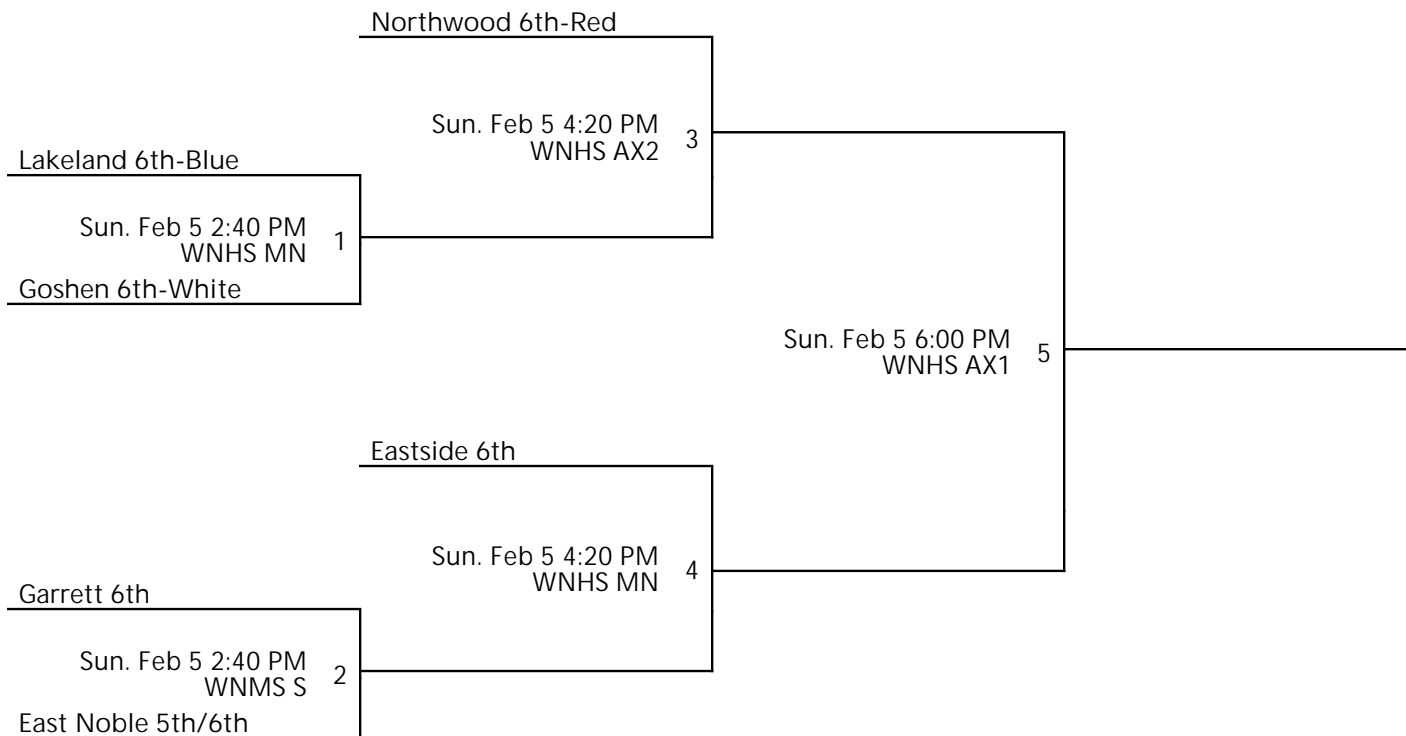 Northwood 6th-Red
Sun. Feb 5 4:20 PM
WNHS AX2
3
Lakeland 6th-Blue
Sun. Feb 5 2:40 PM
WNHS MN
1
Goshen 6th-White
Sun. Feb 5 6:00 PM
WNHS AX1
5
Eastside 6th
Sun. Feb 5 4:20 PM
WNHS MN
4
Garrett 6th
Sun. Feb 5 2:40 PM
WNMS S
2
East Noble 5th/6th